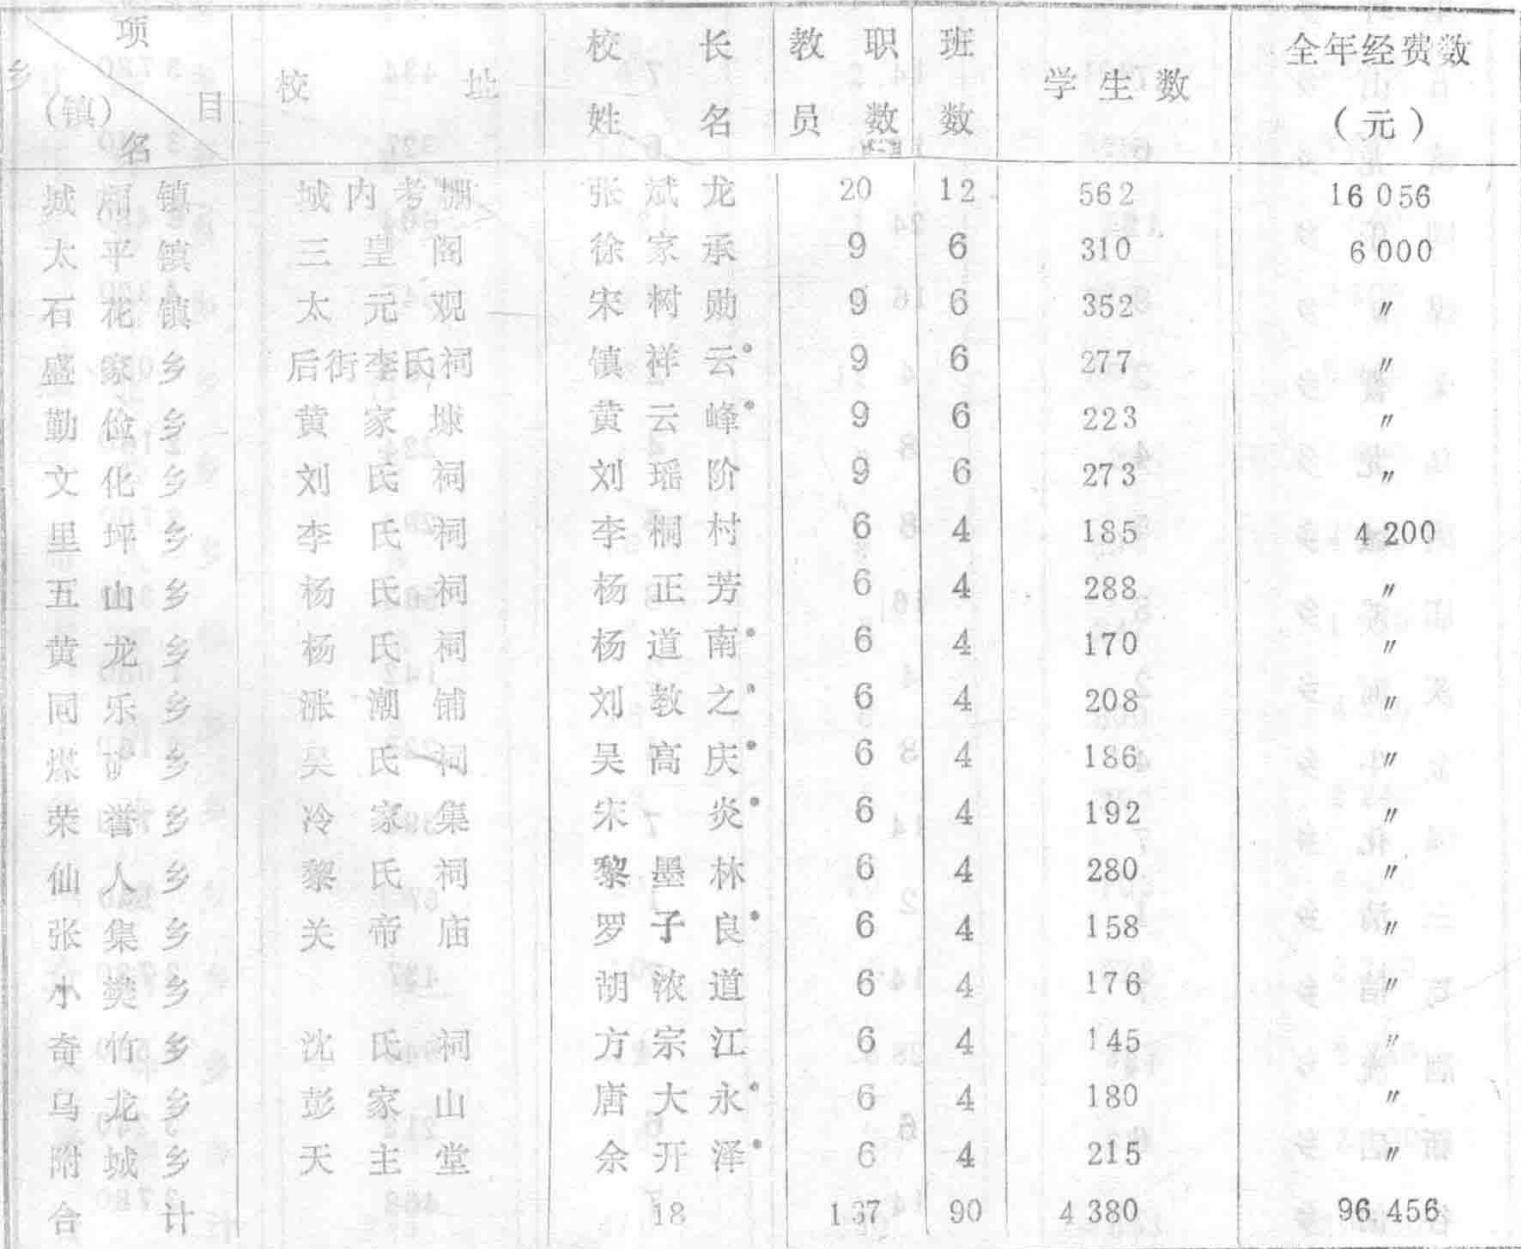 项 目 乡(镇)名 校 址 校长姓名 教职员数 班数 学生数 全年经费数(元)
城厢镇 城内考棚 张斌龙 20 12 562 16 056
太平镇 三皇阁 徐家承 9 6 310 6 000
石花镇 太元观 宋树勋 9 6 352 〃
盛家乡 后街李氏祠 镇祥云• 9 6 277 〃
勤俭乡 黄家 黄云峰• 9 6 223 〃
文化乡 刘氏祠 刘瑶阶 9 6 273 〃
里坪乡 李氏祠 李桐村 6 4 185 4 200
五山乡 杨氏祠 杨正芳 6 4 288 〃
黄龙乡 杨氏祠 杨道南• 6 4 170 〃
同乐乡 涨潮铺 刘教之• 6 4 208 〃
煤矿乡 吴氏祠 吴高庆• 6 4 186 〃
荣誉乡 冷家集 宋炎• 6 4 192 〃
仙人乡 黎氏祠 黎墨林 6 4 280 〃
张集乡 关帝庙 罗子良• 6 4 158 〃
小樊乡 胡浓道 6 4 176 〃
奇竹乡 沈氏祠 方宗江 6 4 145 〃
乌龙乡 彭家山 唐大永• 6 4 180 〃
附城乡 天主堂 余开泽• 6 4 215 〃
合计 18 137 90 4 380 96 456